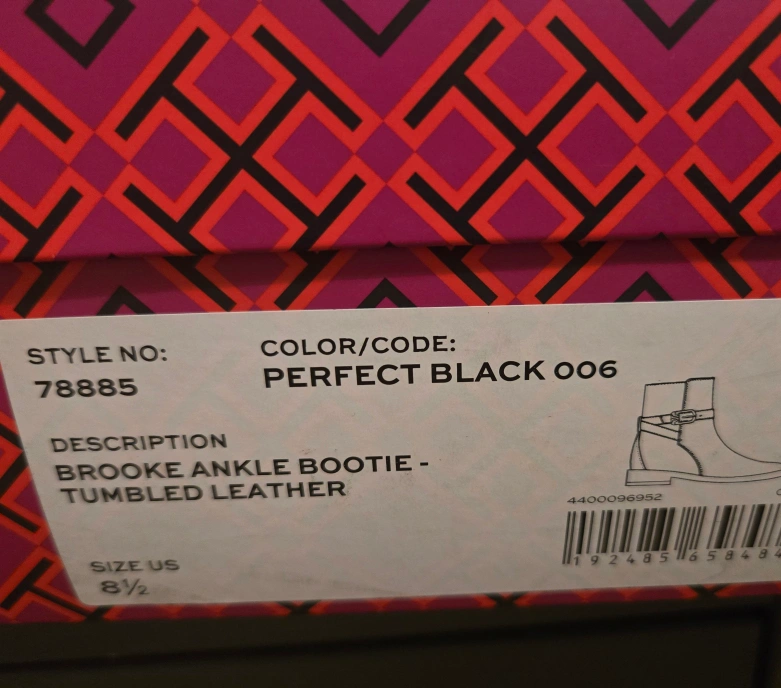 STYLE NO:
78885
COLOR/CODE:
PERFECT BLACK 006
DESCRIPTION
BROOKE ANKLE BOOTIE -
TUMBLED LEATHER
SIZE US
8½
4400096952
192485658484